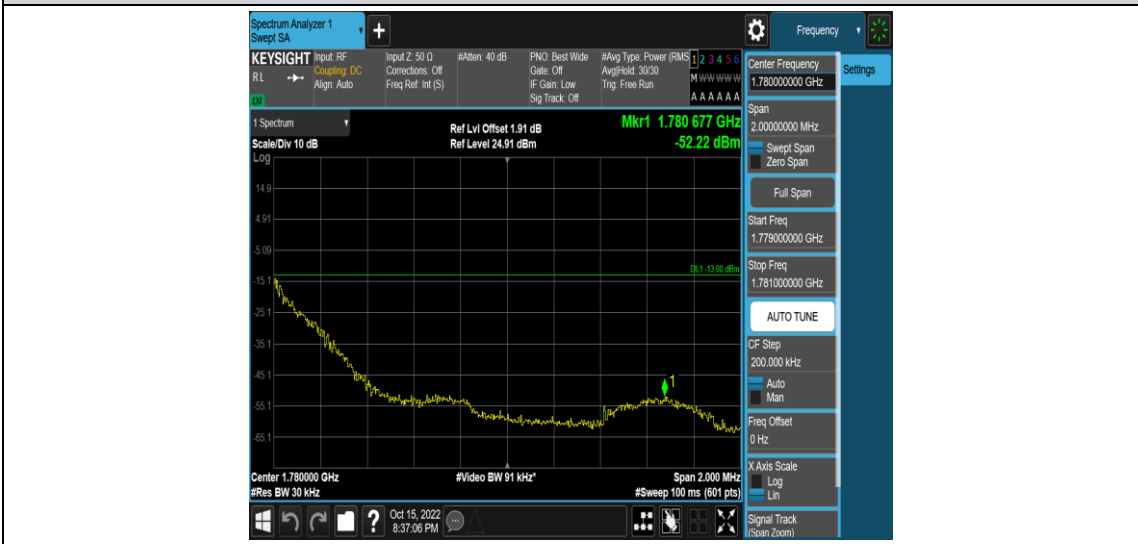 Spectrum Analyzer 1
Swept SA
+
Frequency
KEYSIGHT
RL
LXI
Input: RF
Coupling: DC
Align: Auto
Input Z: 50 Ω
Corrections: Off
Freq Ref: Int (S)
#Atten: 40 dB
PNO: Best Wide
Gate: Off
IF Gain: Low
Sig Track: Off
#Avg Type: Power (RMS
Avg|Hold: 30/30
Trig: Free Run
1 2 3 4 5 6
M W W W W W
A A A A A A
1 Spectrum
Scale/Div 10 dB
Log
Ref Lvl Offset 1.91 dB
Ref Level 24.91 dBm
Mkr1 1.780 677 GHz
-52.22 dBm
14.9
4.91
-5.09
DL1 -13.00 dBm
-15.1
-25.1
-35.1
-45.1
1
-55.1
-65.1
Center 1.780000 GHz
#Res BW 30 kHz
#Video BW 91 kHz*
Span 2.000 MHz
#Sweep 100 ms (601 pts)
Center Frequency
1.780000000 GHz
Settings
Span
2.00000000 MHz
Swept Span
Zero Span
Full Span
Start Freq
1.779000000 GHz
Stop Freq
1.781000000 GHz
AUTO TUNE
CF Step
200.000 kHz
Auto
Man
Freq Offset
0 Hz
X Axis Scale
Log
Lin
Signal Track
(Span Zoom)
?
Oct 15, 2022
8:37:06 PM